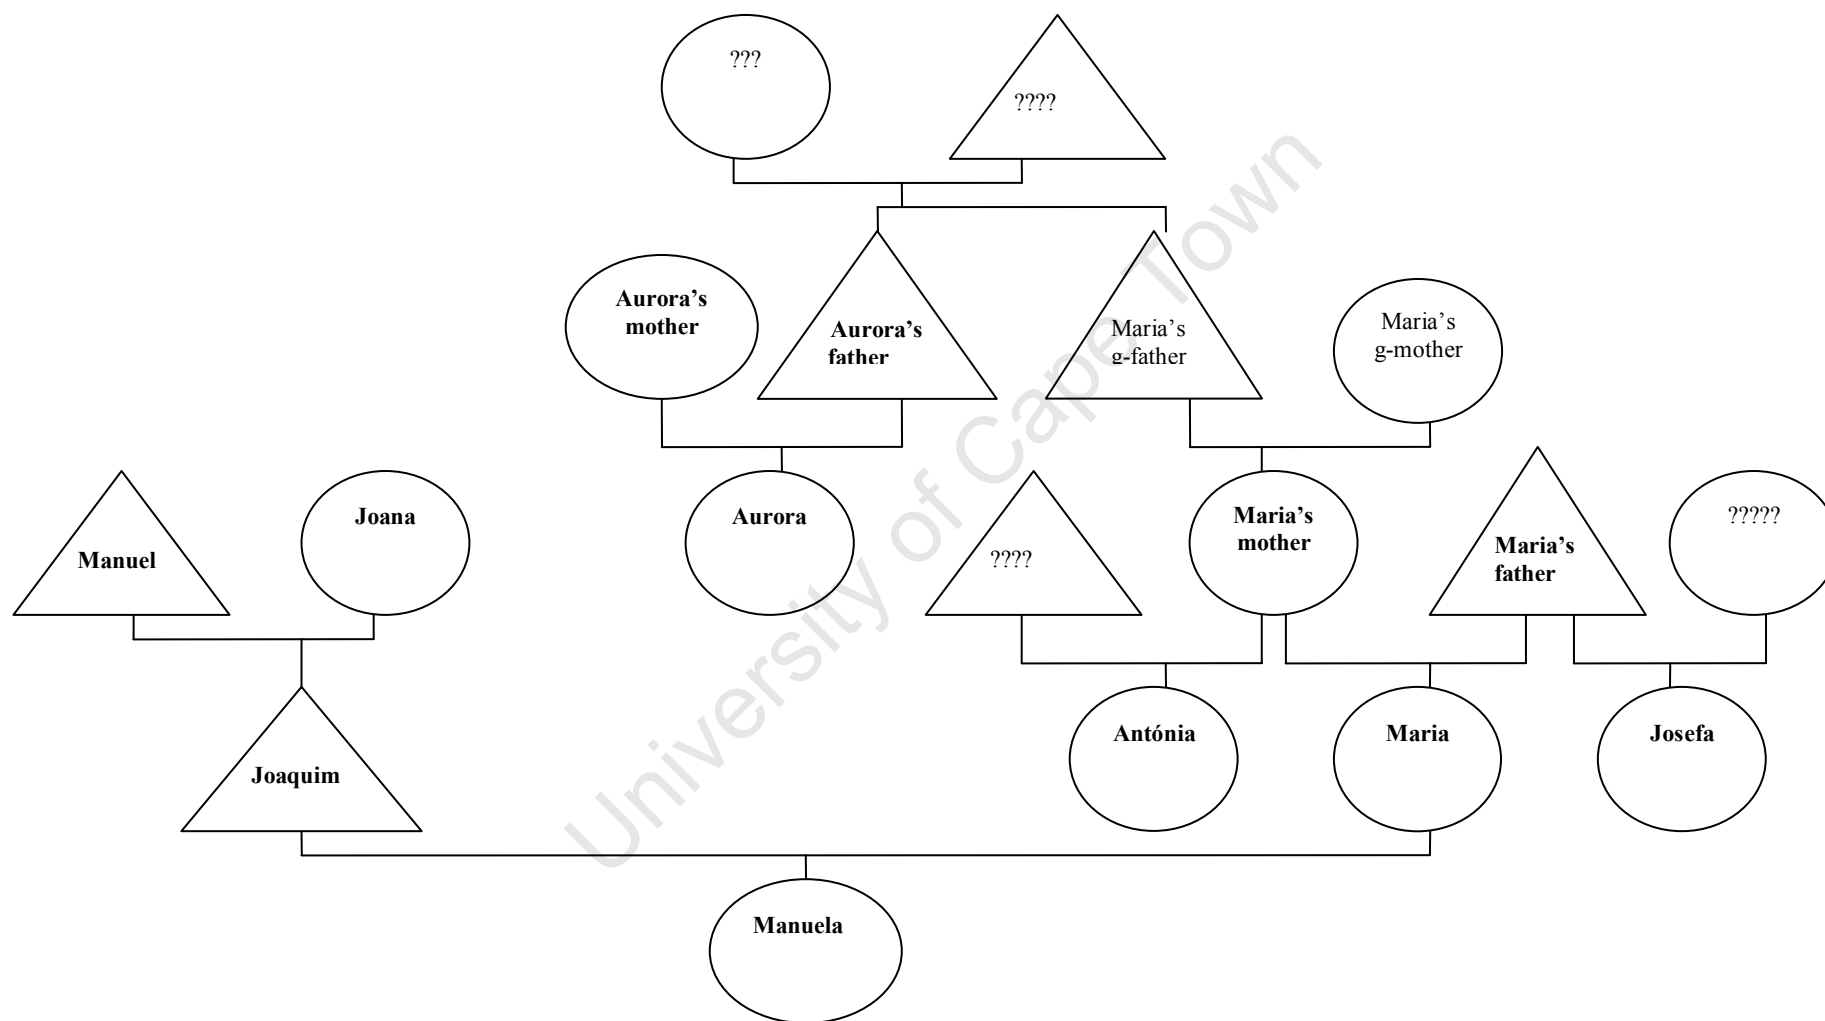 ???
????
Aurora’s
mother
Aurora’s
father
Maria’s
g-father
Maria’s
g-mother
Manuel
Joana
Aurora
????
Maria’s
mother
Maria’s
father
?????
Joaquim
Antónia
Maria
Josefa
Manuela
University of Cape Town